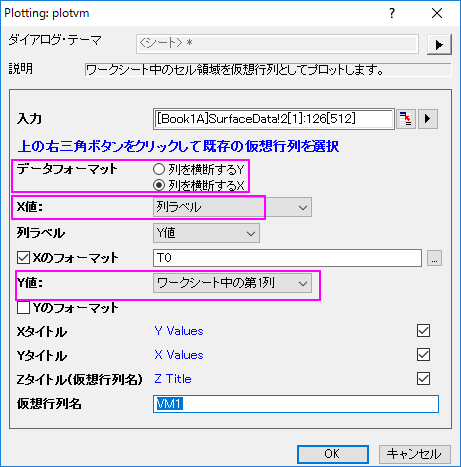 Plotting: plotvm
ダイアログ・テーマ <シート> *
説明 ワークシート中のセル領域を仮想行列としてプロットします。
入力 [Book1A]SurfaceData!2[1]:126[512]
上の右三角ボタンをクリックして既存の仮想行列を選択
データフォーマット 列を横断するY
列を横断するX
X値: 列ラベル
列ラベル Y値
Xのフォーマット T0 ...
Y値: ワークシート中の第1列
Yのフォーマット
Xタイトル Y Values
Yタイトル X Values
Zタイトル(仮想行列名) Z Title
仮想行列名 VM1
OK キャンセル